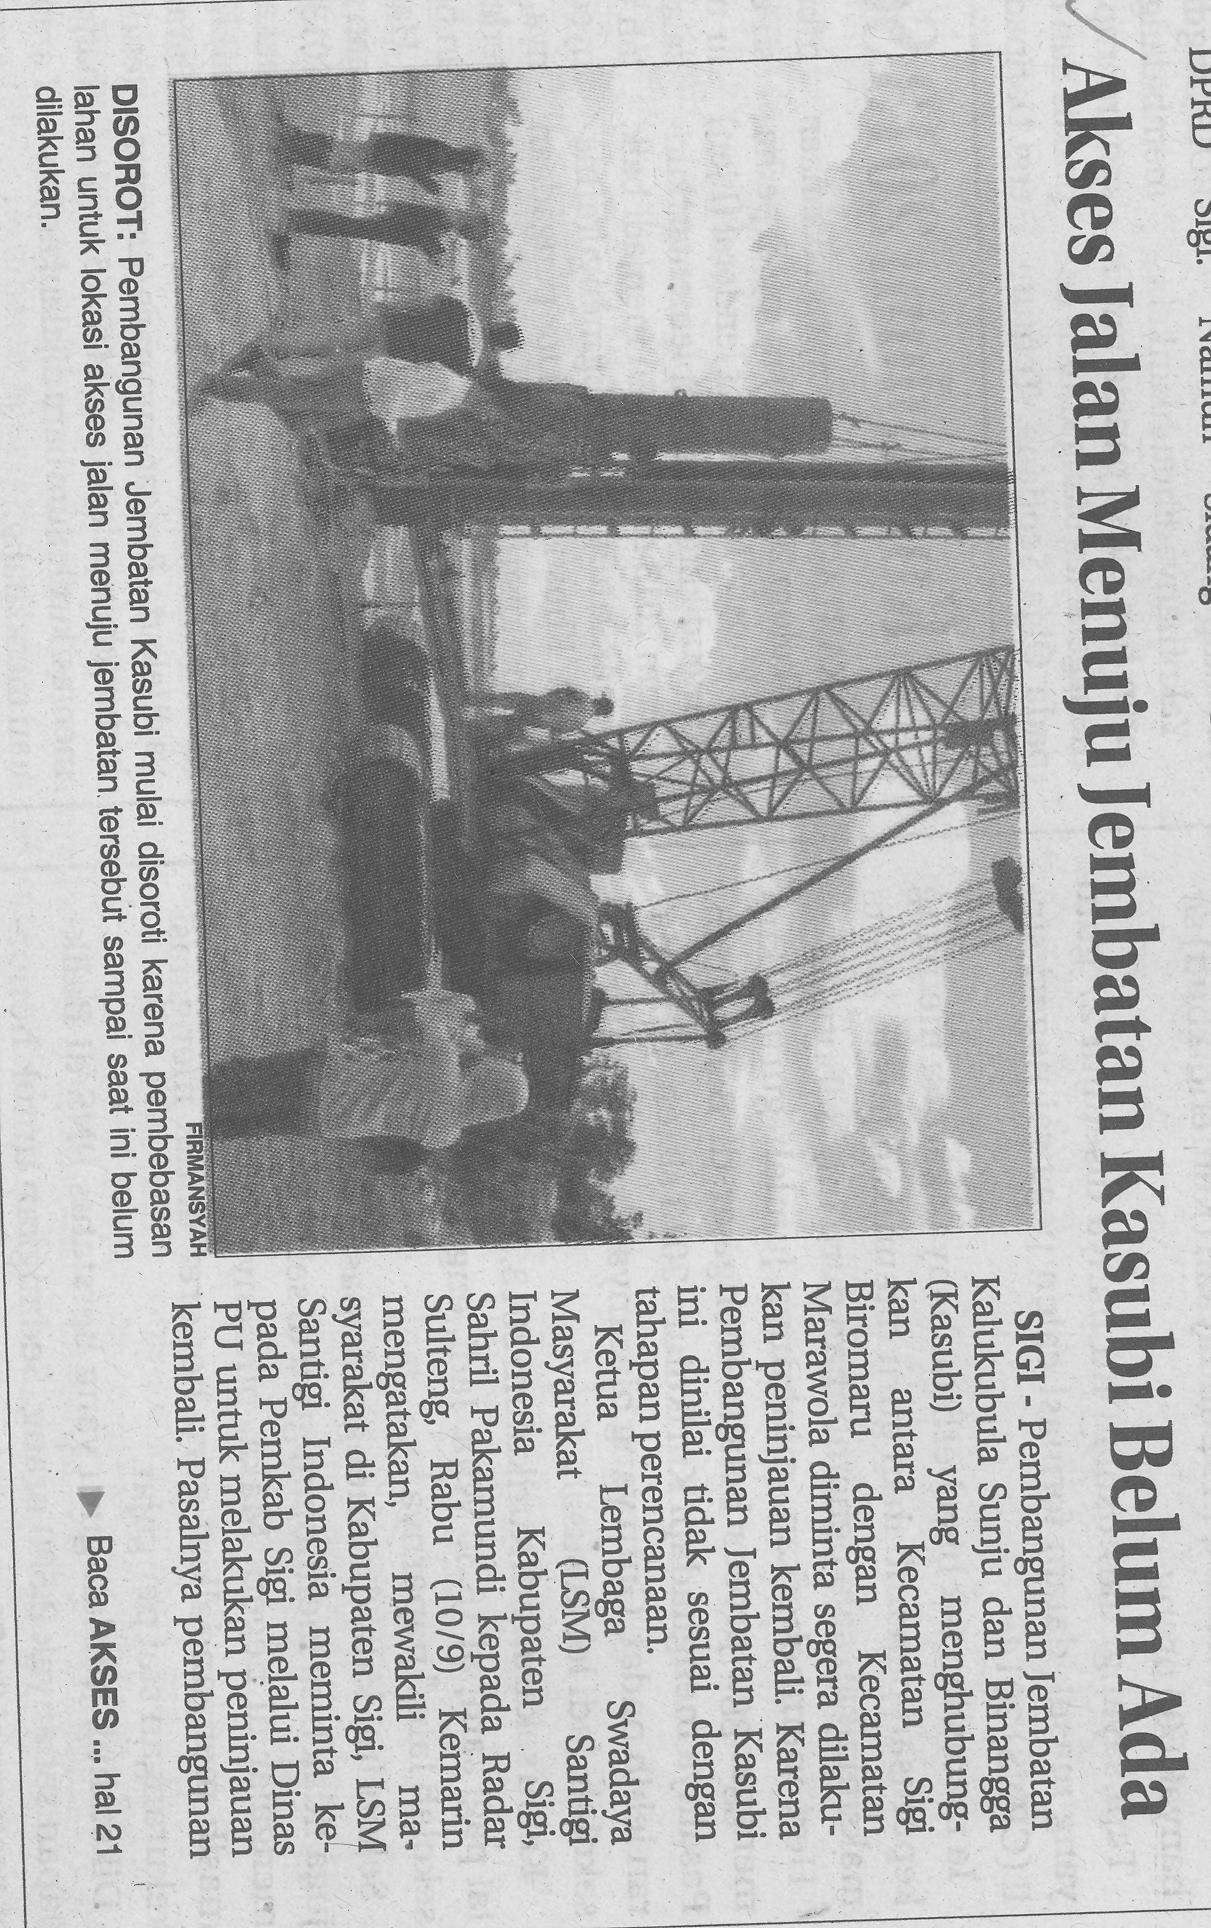 DPRD Sigi. Namun
Akses Jalan Menuju Jembatan Kasubi Belum Ada
FIRMANSYAH
DISOROT: Pembangunan Jembatan Kasubi mulai disoroti karena pembebasan
lahan untuk lokasi akses jalan menuju jembatan tersebut sampai saat ini belum
dilakukan.
SIGI - Pembangunan Jembatan
Kalukubula Sunju dan Binangga
(Kasubi) yang menghubung-
kan antara Kecamatan Sigi
Biromaru dengan Kecamatan
Marawola diminta segera dilaku-
kan peninjauan kembali. Karena
Pembangunan Jembatan Kasubi
ini dinilai tidak sesuai dengan
tahapan perencanaan.
Ketua Lembaga Swadaya
Masyarakat (LSM) Santigi
Indonesia Kabupaten Sigi,
Sahril Pakamundi kepada Radar
Sulteng, Rabu (10/9) Kemarin
mengatakan, mewakili ma-
syarakat di Kabupaten Sigi, LSM
Santigi Indonesia meminta ke-
pada Pemkab Sigi melalui Dinas
PU untuk melakukan peninjauan
kembali. Pasalnya pembangunan
Baca AKSES ... hal 21